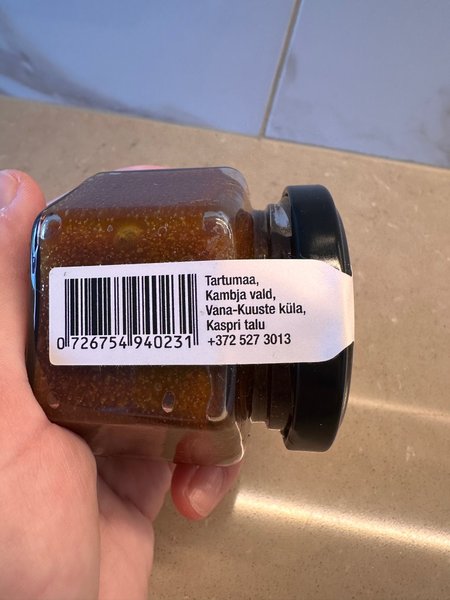 Tartumaa,
Kambja vald,
Vana-Kuuste küla,
Kaspri talu
+372 527 3013
0 726754 940231